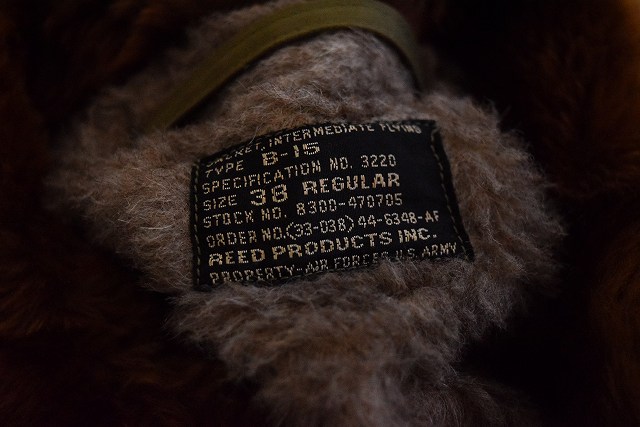 JACKET, INTERMEDIATE FLYING
TYPE B-15
SPECIFICATION NO. 3220
SIZE 38 REGULAR
STOCK NO. 8300-470705
ORDER NO.(33-038)44-6348-AF
REED PRODUCTS INC.
PROPERTY-AIR FORCES U.S. ARMY